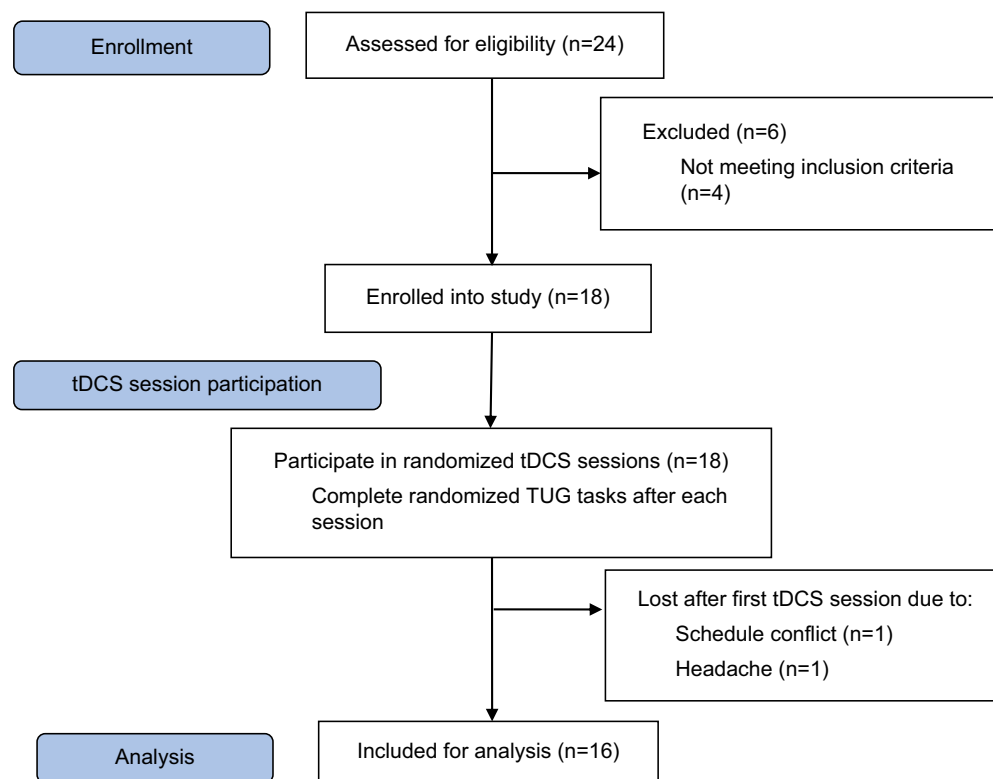 Enrollment
Assessed for eligibility (n=24)
Excluded (n=6)
Not meeting inclusion criteria
(n=4)
Enrolled into study (n=18)
tDCS session participation
Participate in randomized tDCS sessions (n=18)
Complete randomized TUG tasks after each
session
Lost after first tDCS session due to:
Schedule conflict (n=1)
Headache (n=1)
Analysis
Included for analysis (n=16)